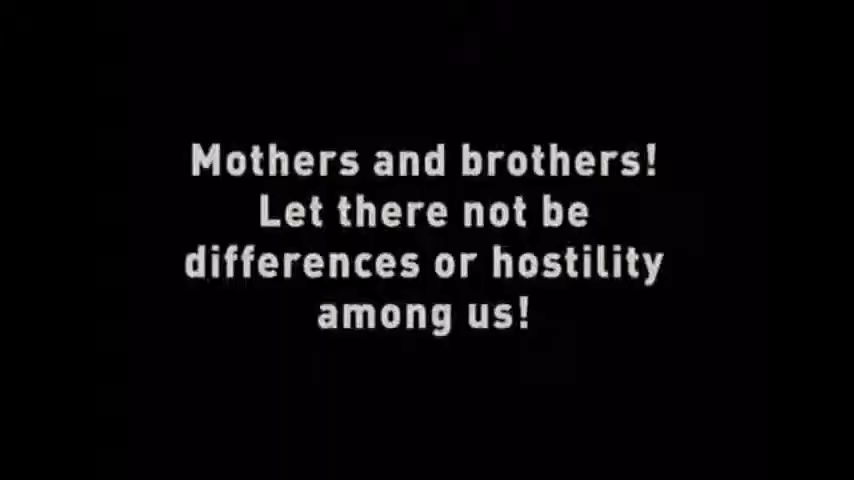 Mothers and brothers!
Let there not be
differences or hostility
among us!